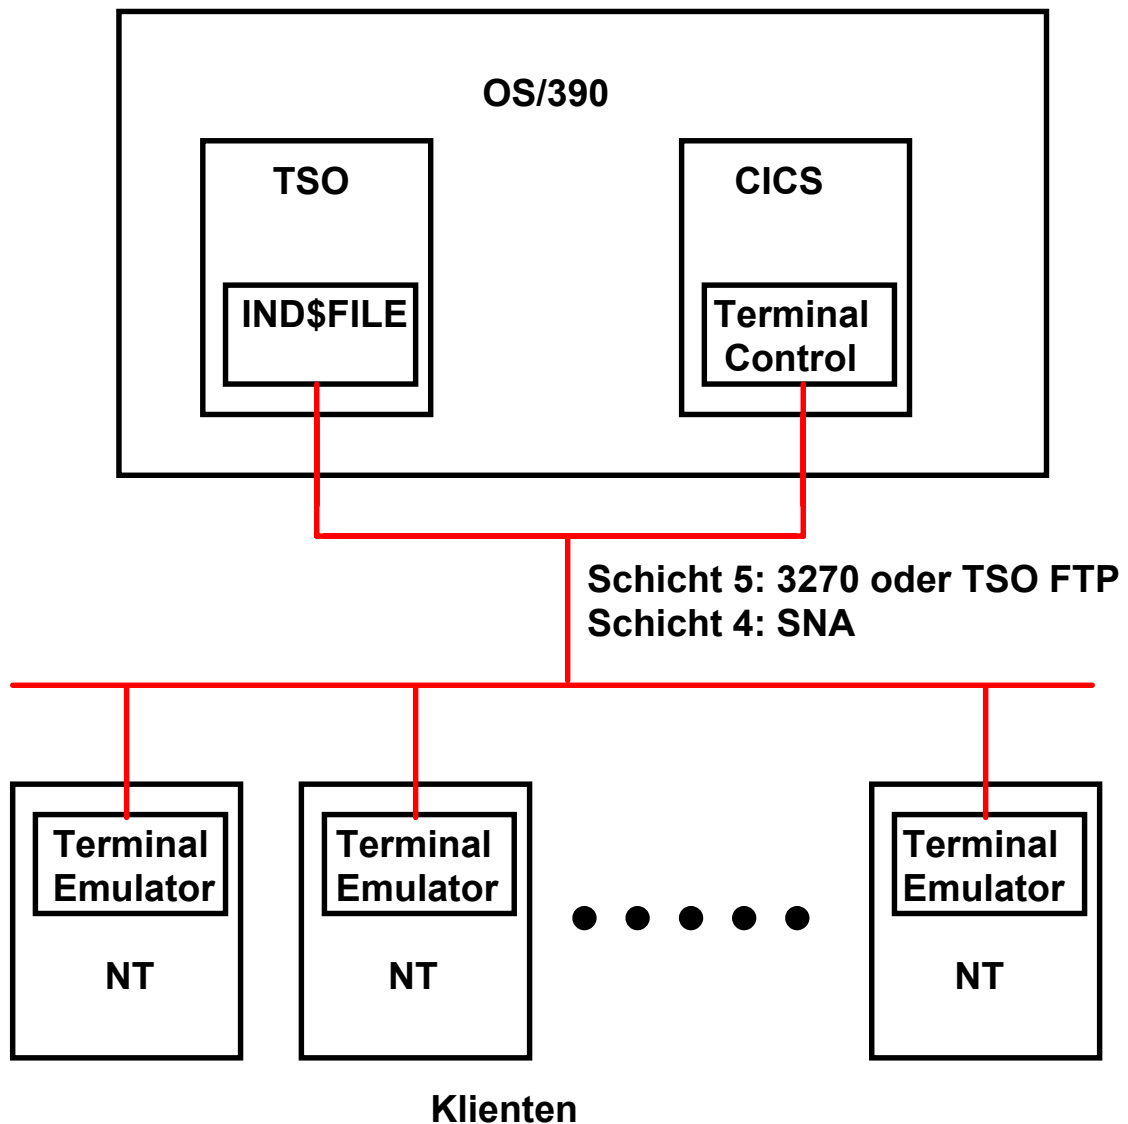 OS/390
TSO
CICS
IND$FILE
Terminal
Control
Schicht 5: 3270 oder TSO FTP
Schicht 4: SNA
Terminal
Emulator
NT
Terminal
Emulator
NT
Terminal
Emulator
NT
Klienten